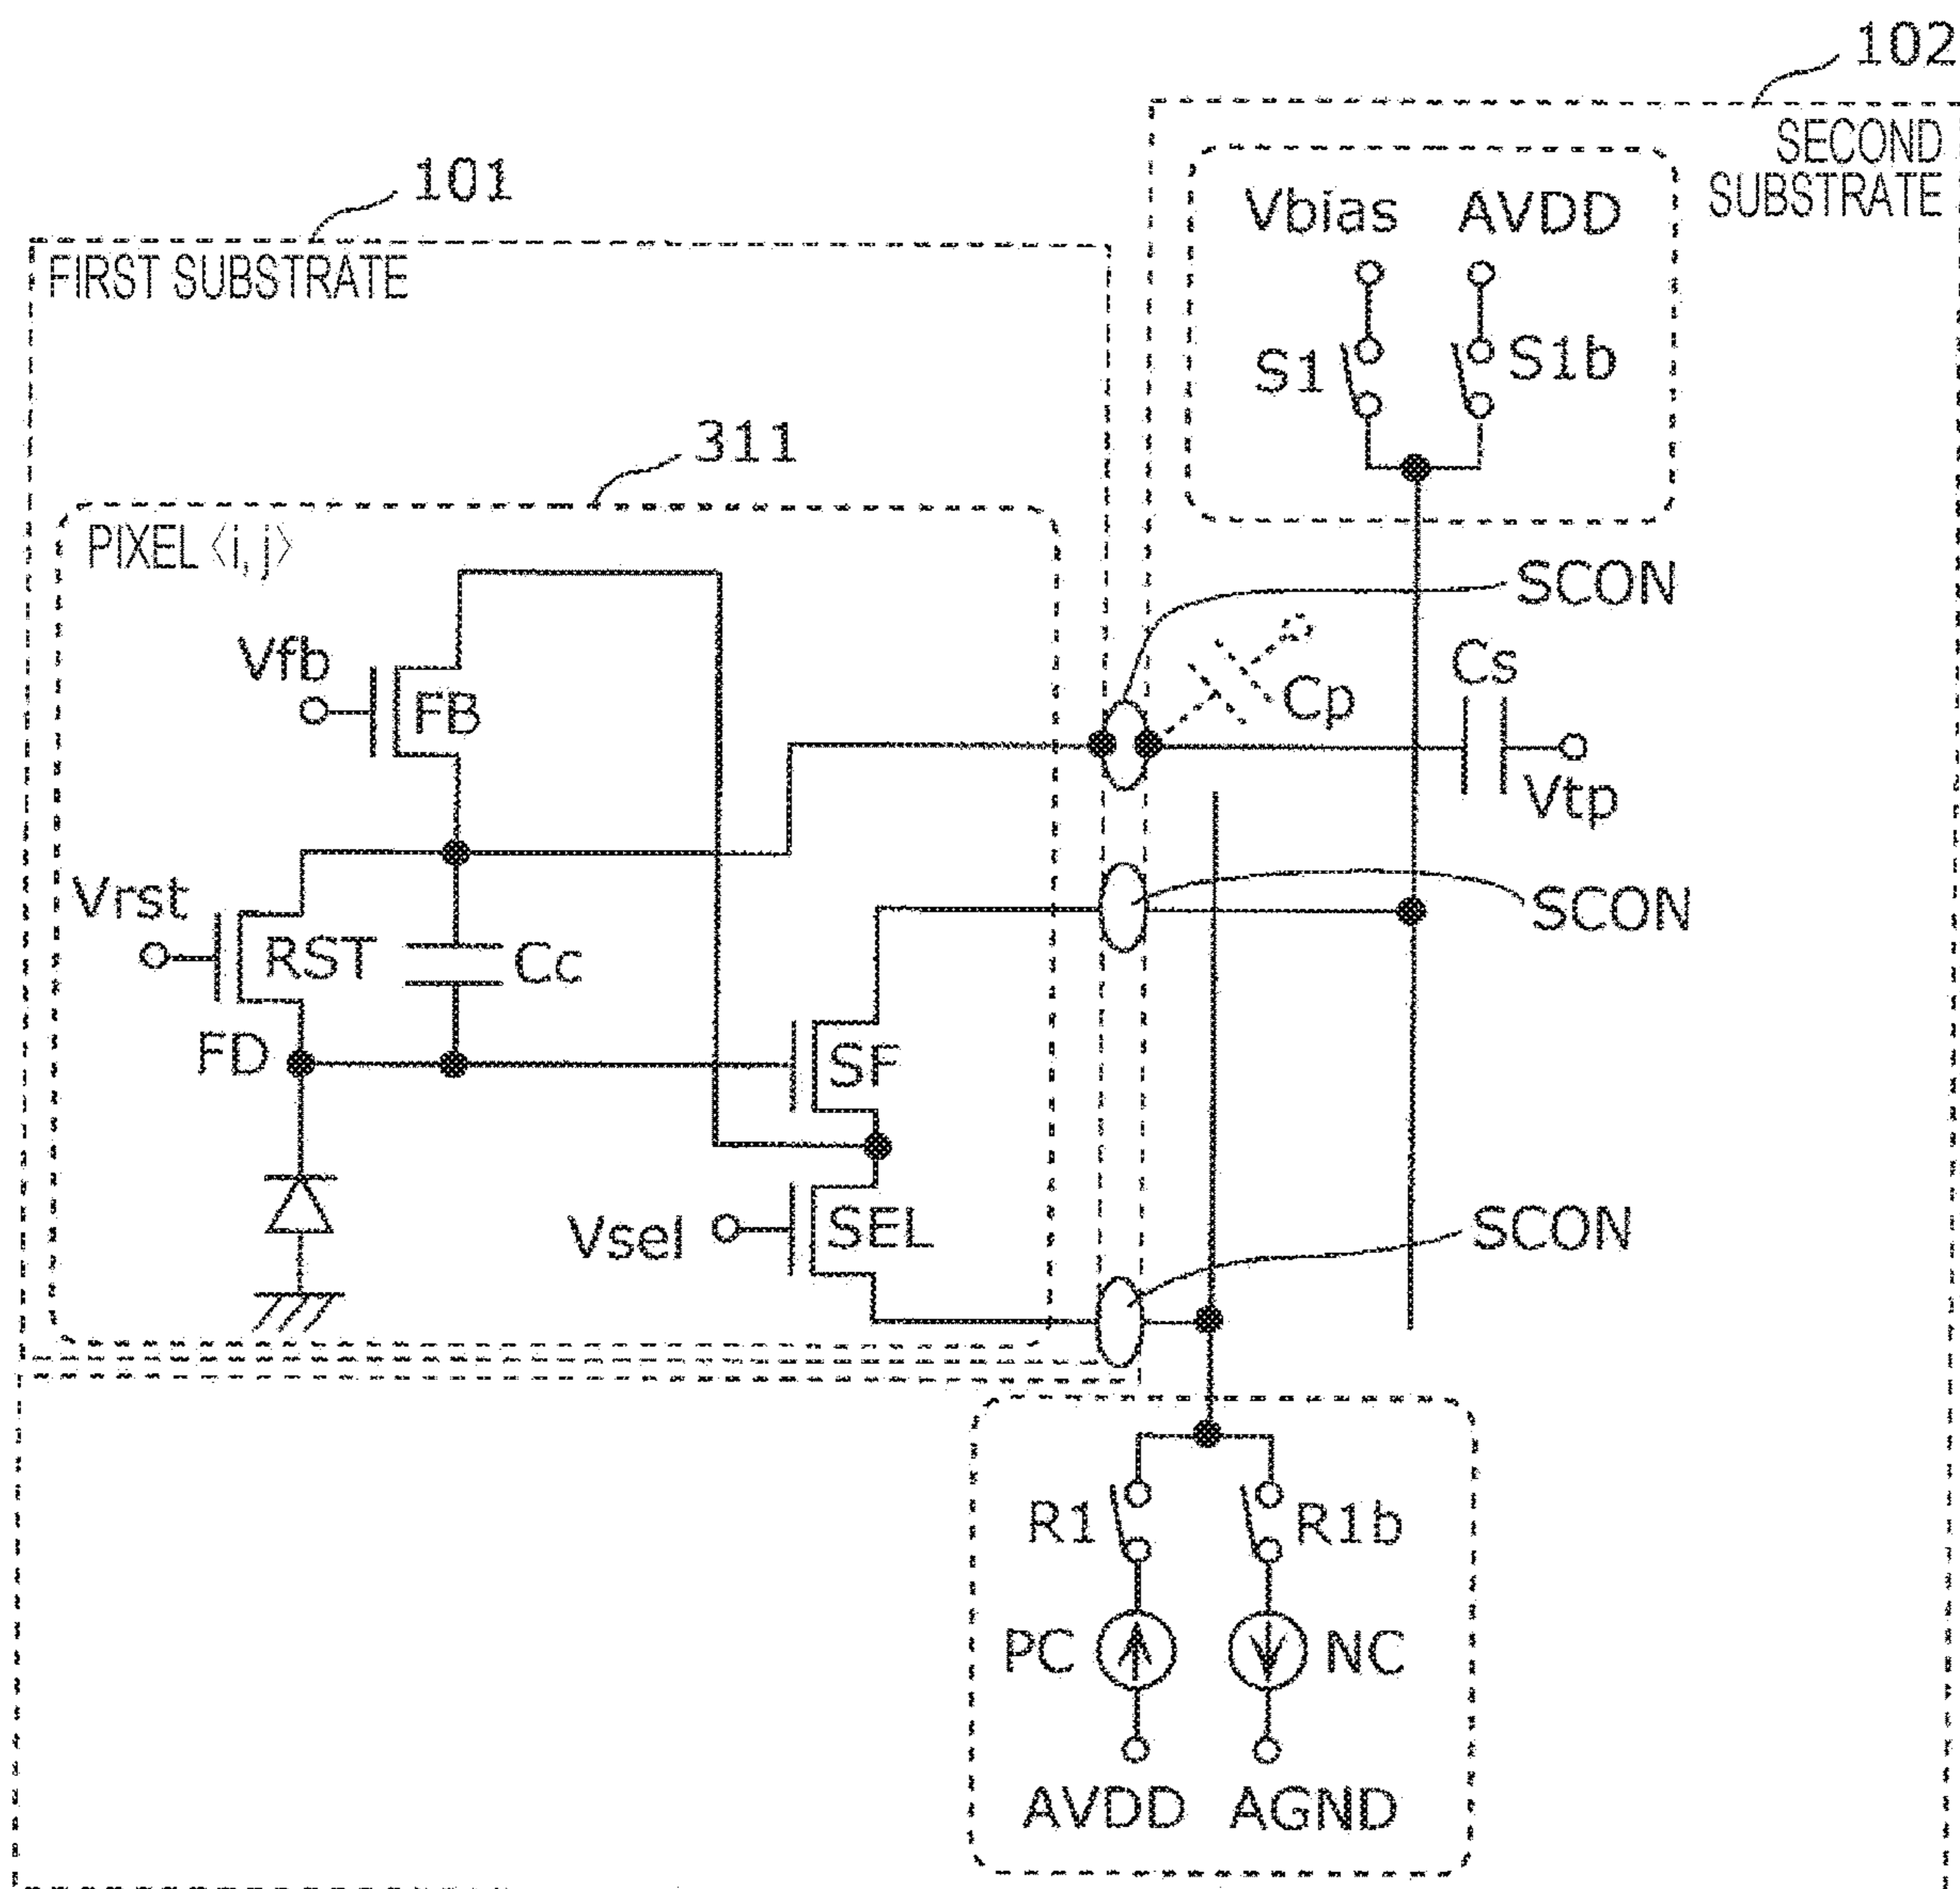 102
SECOND
SUBSTRATE
101
FIRST SUBSTRATE
Vbias AVDD
S1 S1b
311
PIXEL <i, j>
SCON
Vfb
FB
Cp
Cs
Vtp
Vrst
RST
Cc
SCON
FD
SF
Vsel
SEL
SCON
R1 R1b
PC NC
AVDD AGND